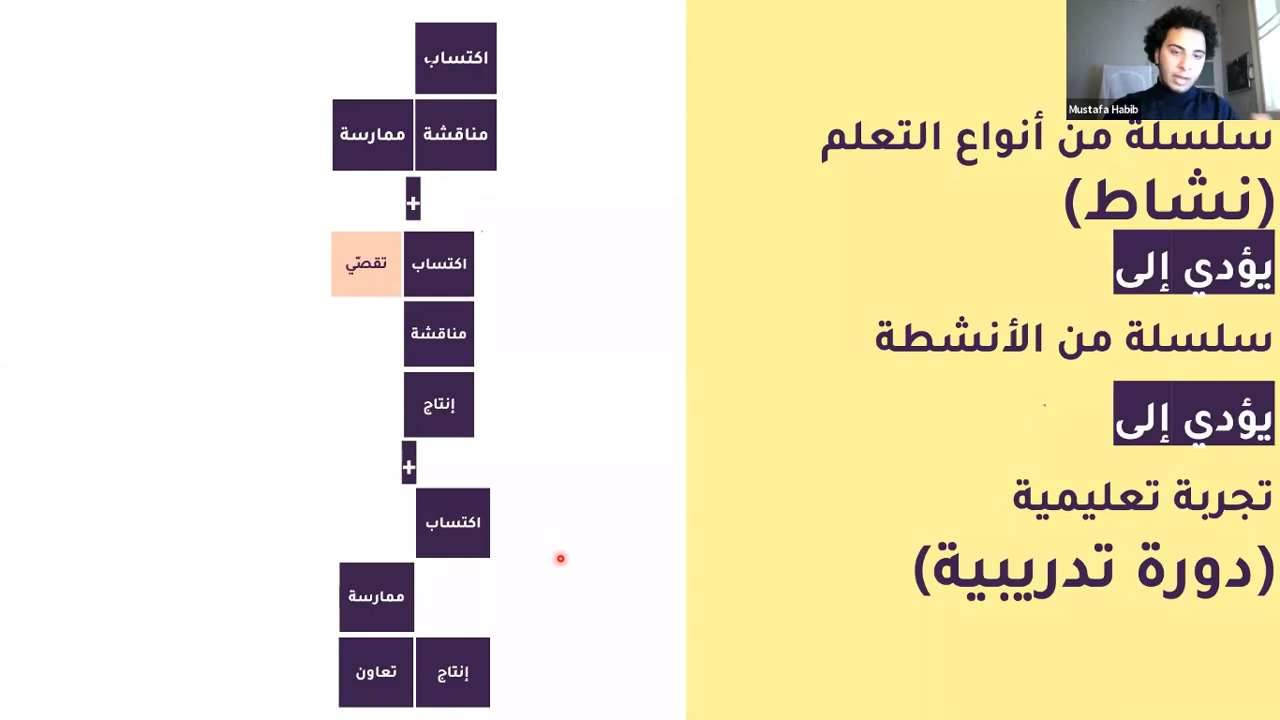 Mustafa Habib
سلسلة من أنواع التعلم
(نشاط)
يؤدي إلى
سلسلة من الأنشطة
يؤدي إلى
تجربة تعليمية
(دورة تدريبية)
اكتساب
مناقشة ممارسة
+
اكتساب تقصّي
مناقشة
إنتاج
+
اكتساب
ممارسة
إنتاج تعاون